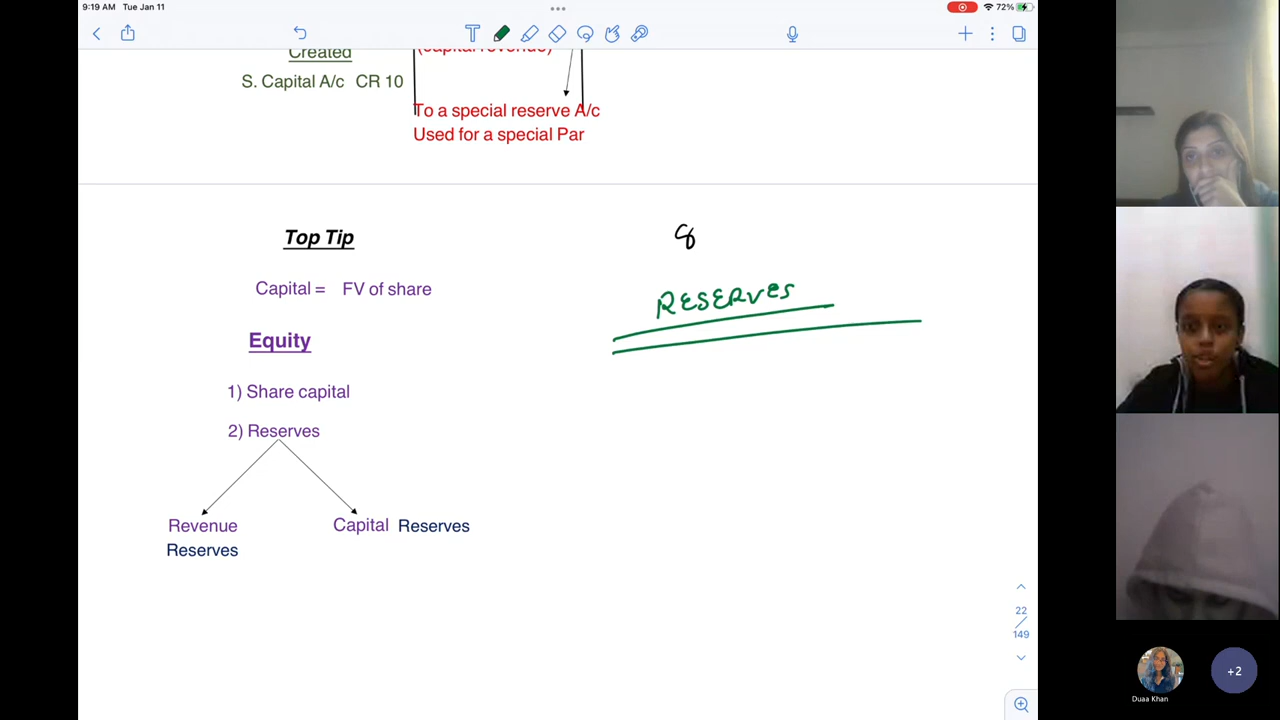 9:19 AM Tue Jan 11
72%
Created
(capital revenue)
S. Capital A/c CR 10
To a special reserve A/c
Used for a special Par
Top Tip
8
Capital = FV of share
RESERVES
Equity
1) Share capital
2) Reserves
Revenue
Reserves
Capital Reserves
22
149
Duaa Khan
+2